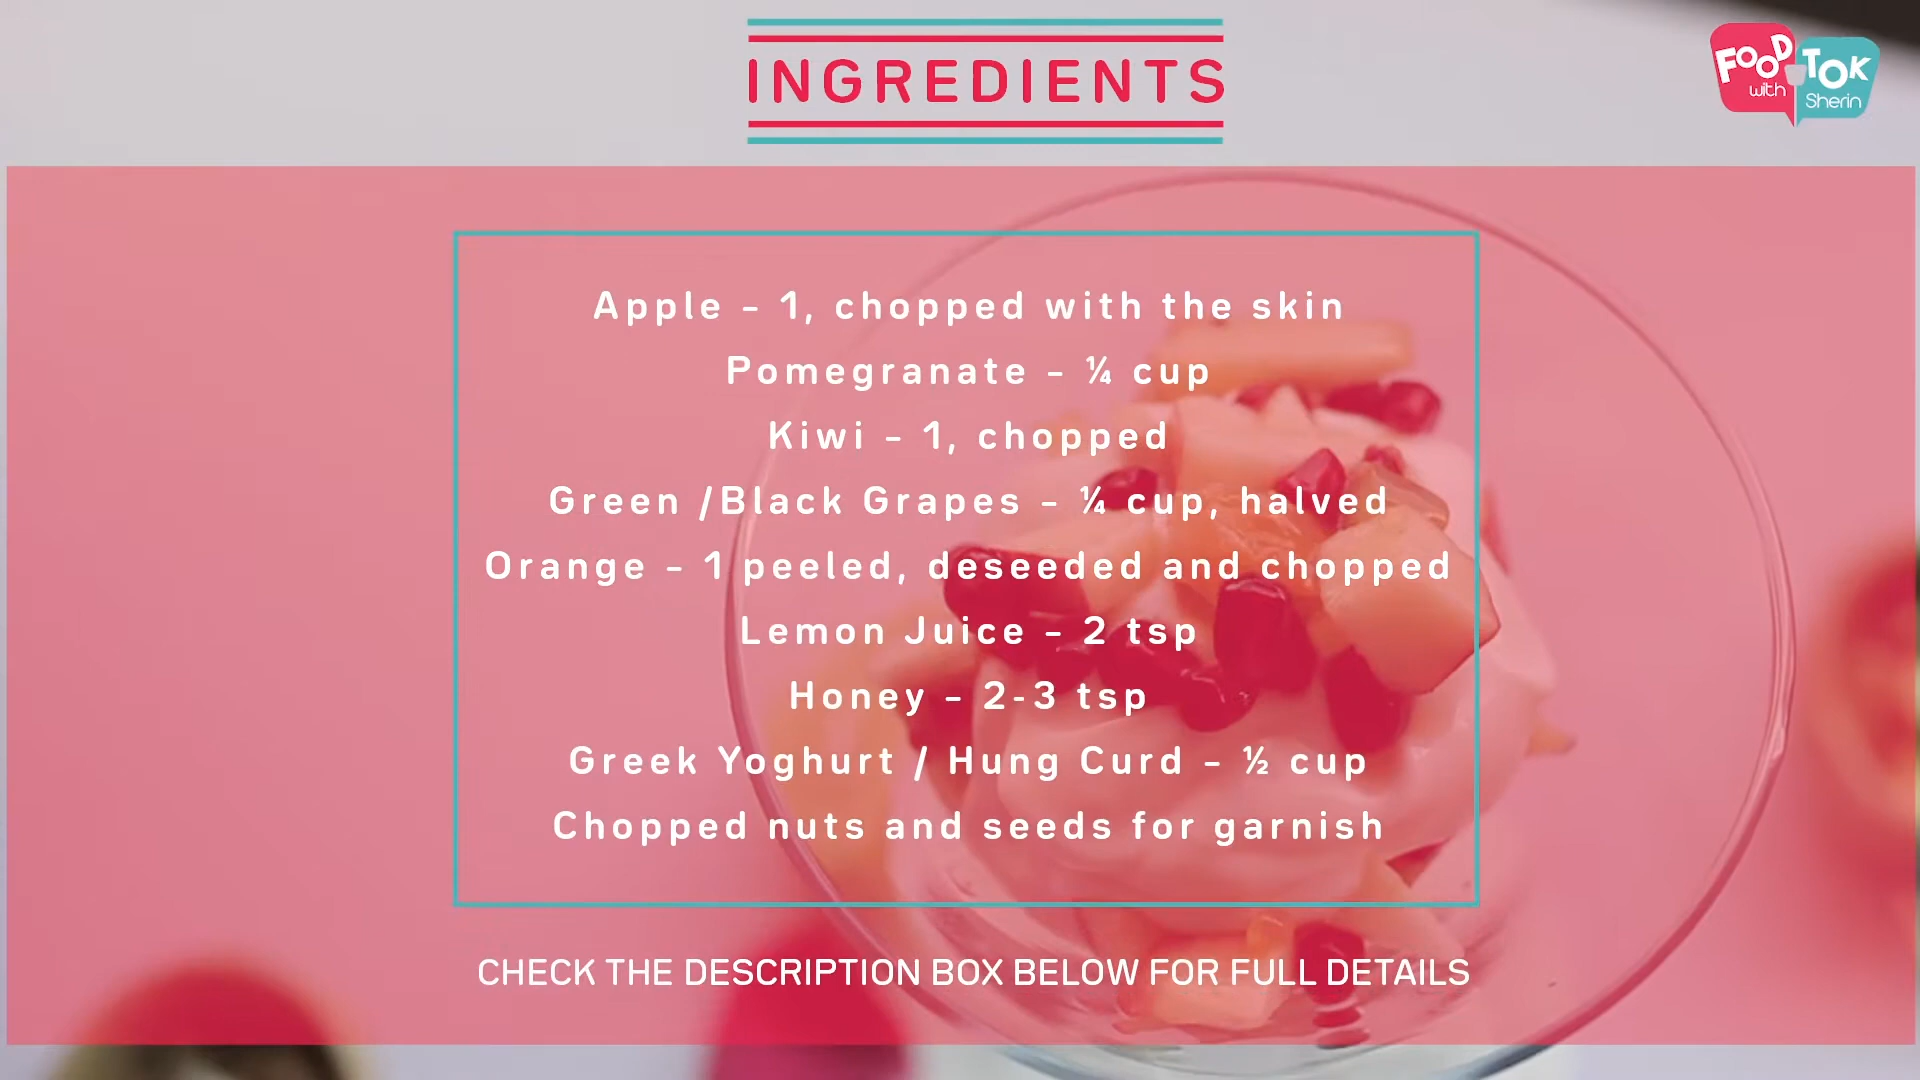 INGREDIENTS
FOOD TOK
with Sherin
Apple - 1, chopped with the skin
Pomegranate - ¼ cup
Kiwi - 1, chopped
Green /Black Grapes - ¼ cup, halved
Orange - 1 peeled, deseeded and chopped
Lemon Juice - 2 tsp
Honey - 2-3 tsp
Greek Yoghurt / Hung Curd - ½ cup
Chopped nuts and seeds for garnish
CHECK THE DESCRIPTION BOX BELOW FOR FULL DETAILS